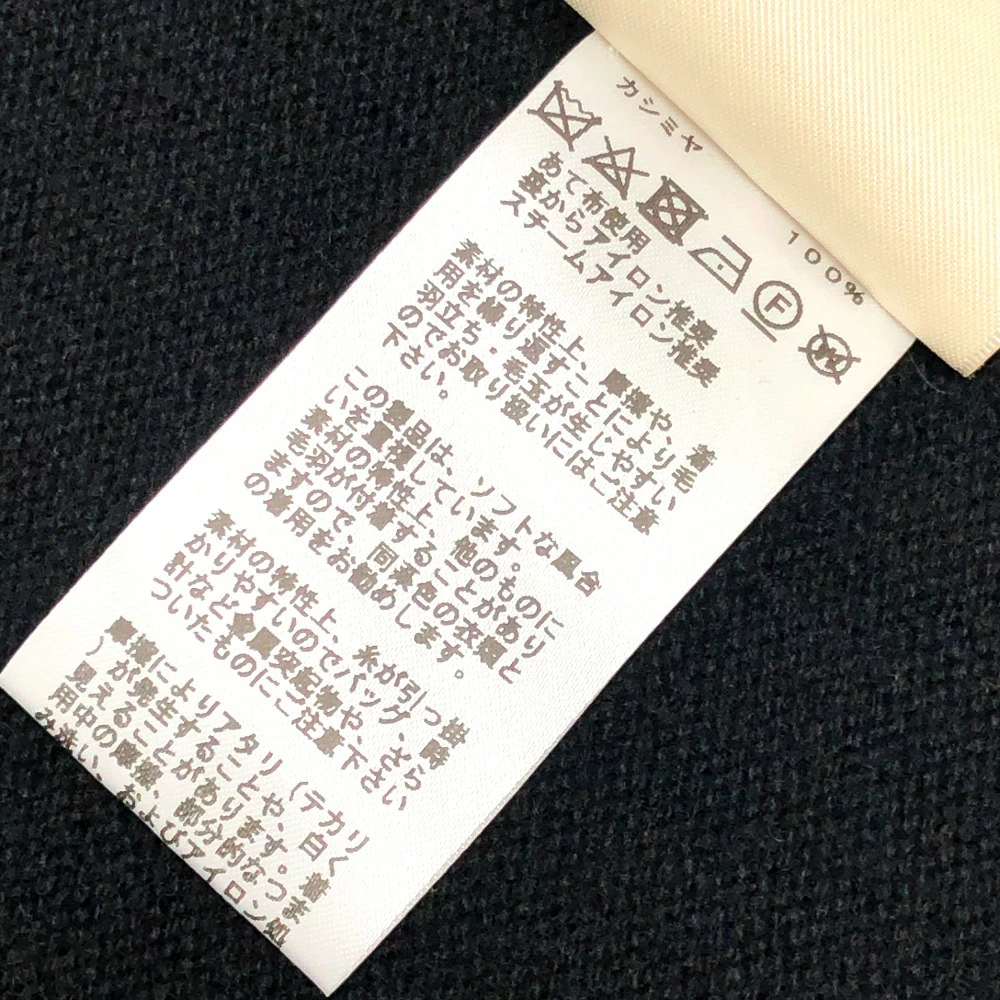 カシミヤ 100%
F
W
あて布使用
裏からアイロン推奨
スチームアイロン推奨
素材の特性上、摩擦や、着
用を繰り返すことにより毛
羽立ち・毛玉が生じやすい
のでお取り扱いにはご注意
下さい。
この製品は、ソフトな風合
いを重視しています。
素材の特性上、他のものに
毛羽が付着することがあり
ますので、同系色の衣類と
の着用をお勧めします。
素材の特性上、糸が引っ掛
かりやすいのでバッグ、時
計など金属突起物や、ざら
ついたものにご注意下さい
摩擦によりアタリ（テカリ
）が発生することや、白く
見えることがあります。着
用中の摩擦、部分的なつま
み洗い、およびアイロン処